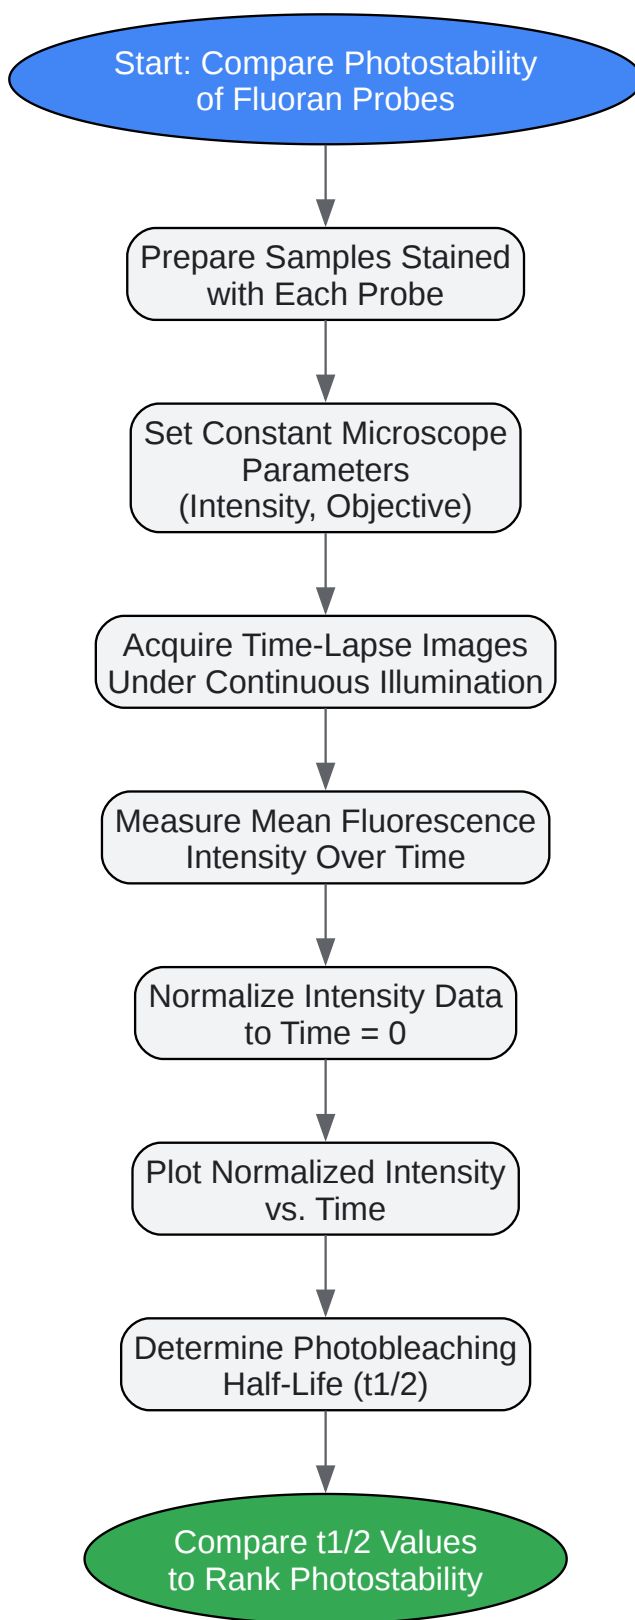 Start: Compare Photostability
of Fluoran Probes
Prepare Samples Stained
with Each Probe
Set Constant Microscope
Parameters
(Intensity, Objective)
Acquire Time-Lapse Images
Under Continuous Illumination
Measure Mean Fluorescence
Intensity Over Time
Normalize Intensity Data
to Time = 0
Plot Normalized Intensity
vs. Time
Determine Photobleaching
Half-Life (t1/2)
Compare t1/2 Values
to Rank Photostability